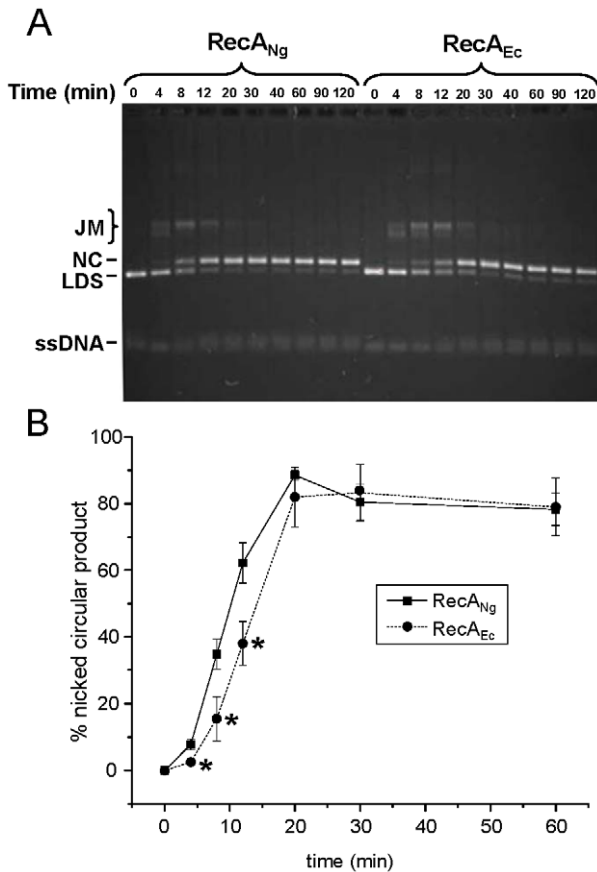 A
RecANg RecAEc
Time (min) 0 4 8 12 20 30 40 60 90 120 0 4 8 12 20 30 40 60 90 120
JM
NC
LDS
ssDNA
B
% nicked circular product
100
80
60
40
20
0
RecANg
RecAEc
*
*
*
0 10 20 30 40 50 60
time (min)